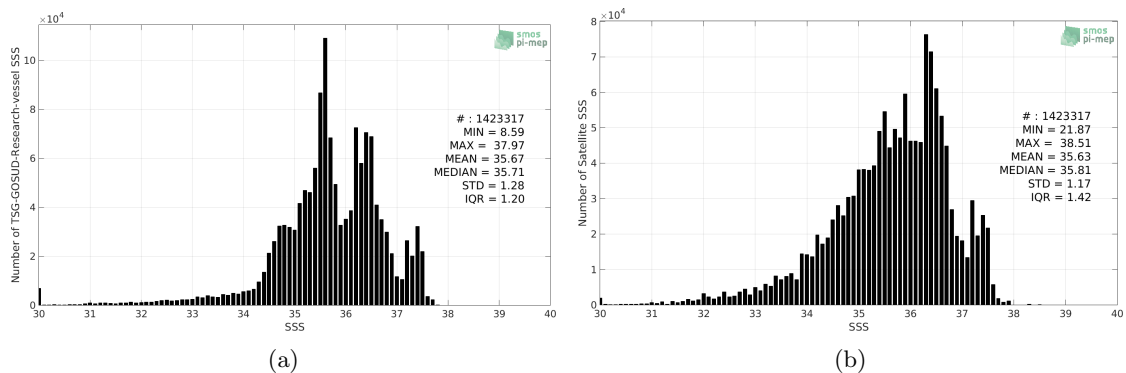 ×10⁴
Number of TSG-GOSUD-Research-vessel SSS
10
8
6
4
2
0
smos
pi-mep
# : 1423317
MIN = 8.59
MAX = 37.97
MEAN = 35.67
MEDIAN = 35.71
STD = 1.28
IQR = 1.20
30 31 32 33 34 35 36 37 38 39 40
SSS
(a)
×10⁴
Number of Satellite SSS
8
7
6
5
4
3
2
1
0
smos
pi-mep
# : 1423317
MIN = 21.87
MAX = 38.51
MEAN = 35.63
MEDIAN = 35.81
STD = 1.17
IQR = 1.42
30 31 32 33 34 35 36 37 38 39 40
SSS
(b)